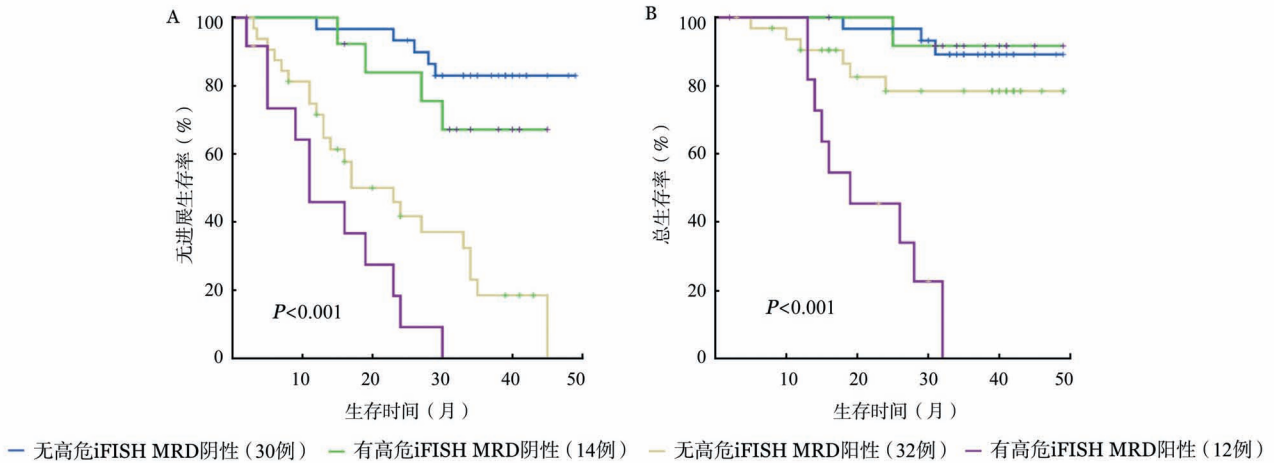 A
无进展生存率（%）
100
80
60
40
20
0
P<0.001
10 20 30 40 50
生存时间（月）
B
总生存率（%）
100
80
60
40
20
0
P<0.001
10 20 30 40 50
生存时间（月）
无高危iFISH MRD阴性（30例） 有高危iFISH MRD阴性（14例） 无高危iFISH MRD阳性（32例） 有高危iFISH MRD阳性（12例）